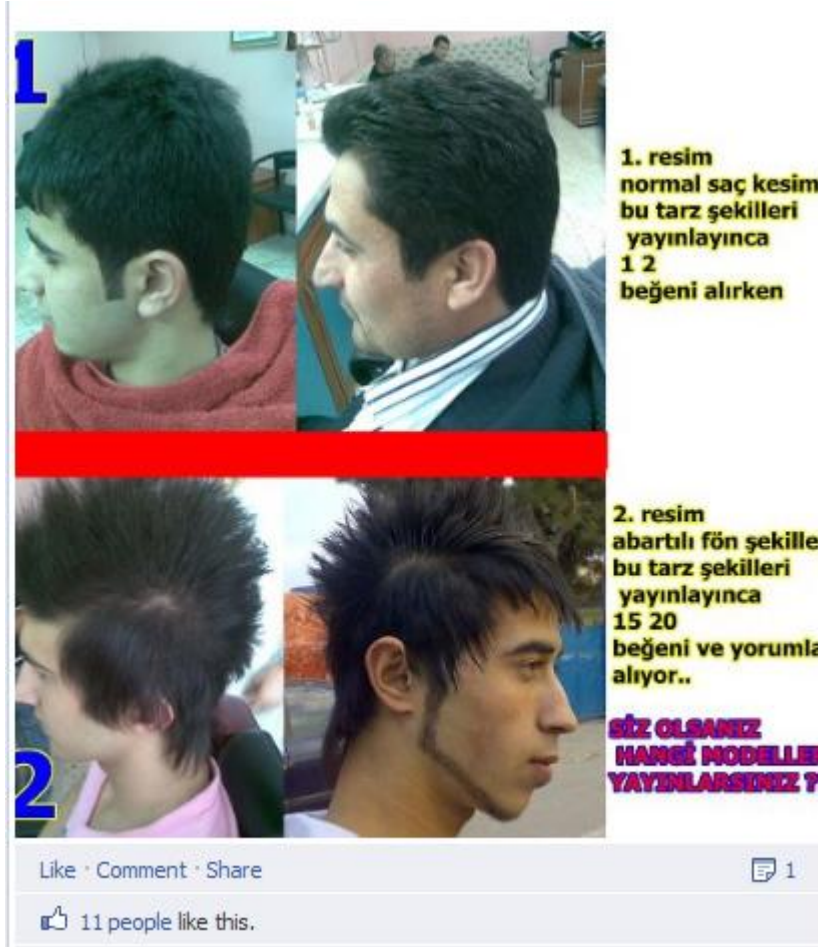 1
1. resim
normal saç kesim
bu tarz şekilleri
yayınlayınca
1 2
beğeni alırken
2. resim
abartılı fön şekille
bu tarz şekilleri
yayınlayınca
15 20
beğeni ve yorumla
alıyor..
SİZ OLSANIZ
HANGİ MODELLER
YAYINLARSINIZ ?
2
Like · Comment · Share
1
11 people like this.